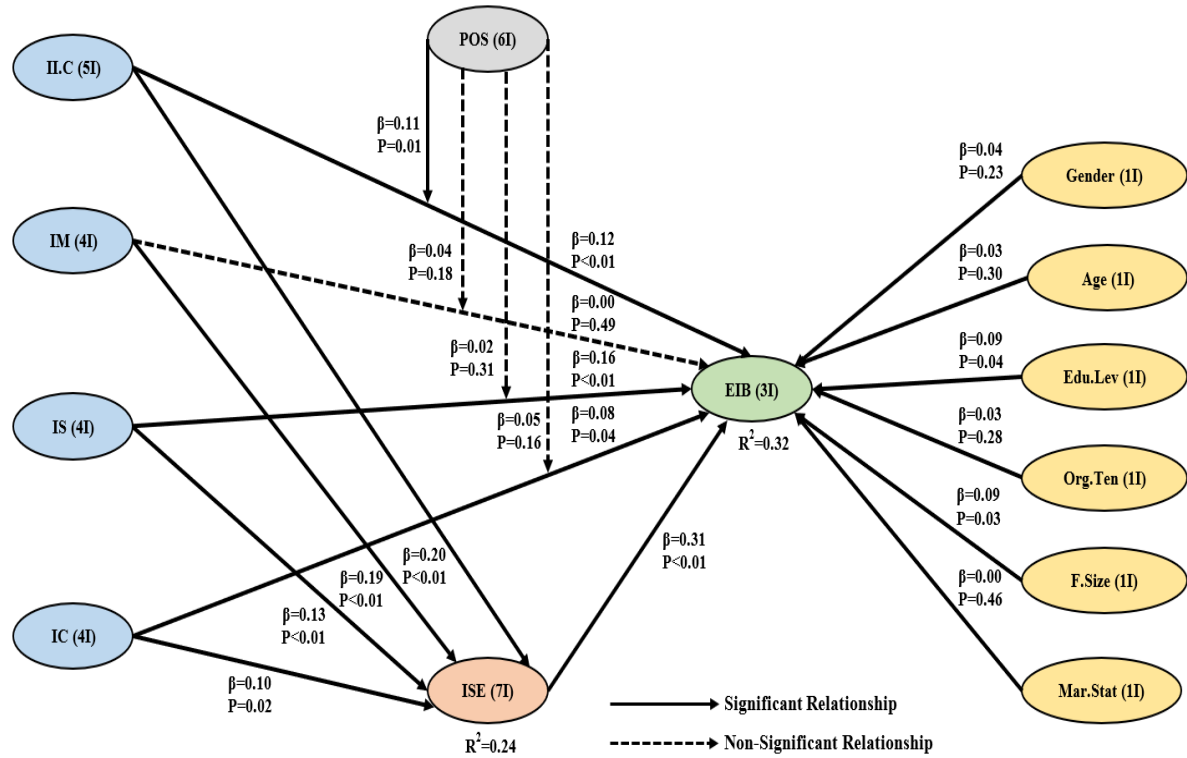 POS (6I)
II.C (5I)
β=0.11
P=0.01
β=0.04
P=0.23
Gender (1I)
IM (4I)
β=0.04
P=0.18
β=0.12
P<0.01
β=0.03
P=0.30
Age (1I)
β=0.00
P=0.49
β=0.02
P=0.31
β=0.16
P<0.01
β=0.09
P=0.04
EIB (3I)
Edu.Lev (1I)
IS (4I)
β=0.05
P=0.16
β=0.08
P=0.04
R²=0.32
β=0.03
P=0.28
Org.Ten (1I)
β=0.09
P=0.03
β=0.31
P<0.01
β=0.20
P<0.01
β=0.19
P<0.01
F.Size (1I)
β=0.00
P=0.46
β=0.13
P<0.01
IC (4I)
β=0.10
P=0.02
ISE (7I)
R²=0.24
Mar.Stat (1I)
Significant Relationship
Non-Significant Relationship